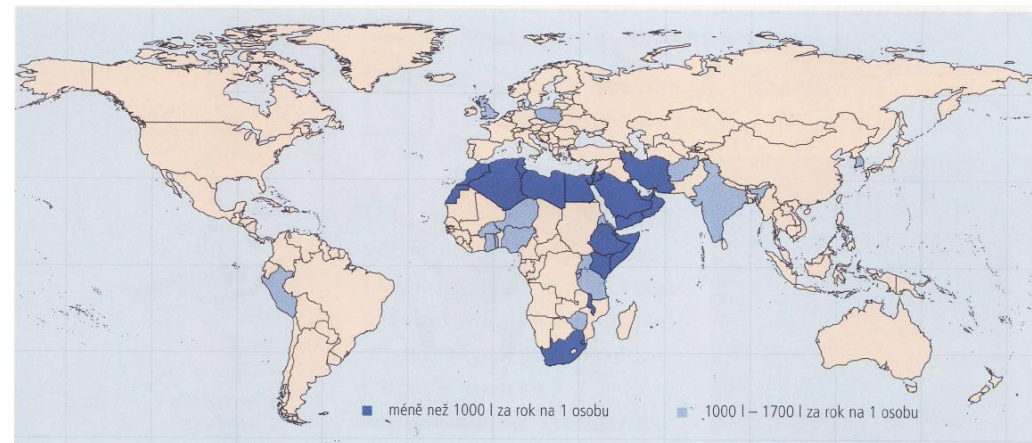 méně než 1000 l za rok na 1 osobu
1000 l – 1700 l za rok na 1 osobu